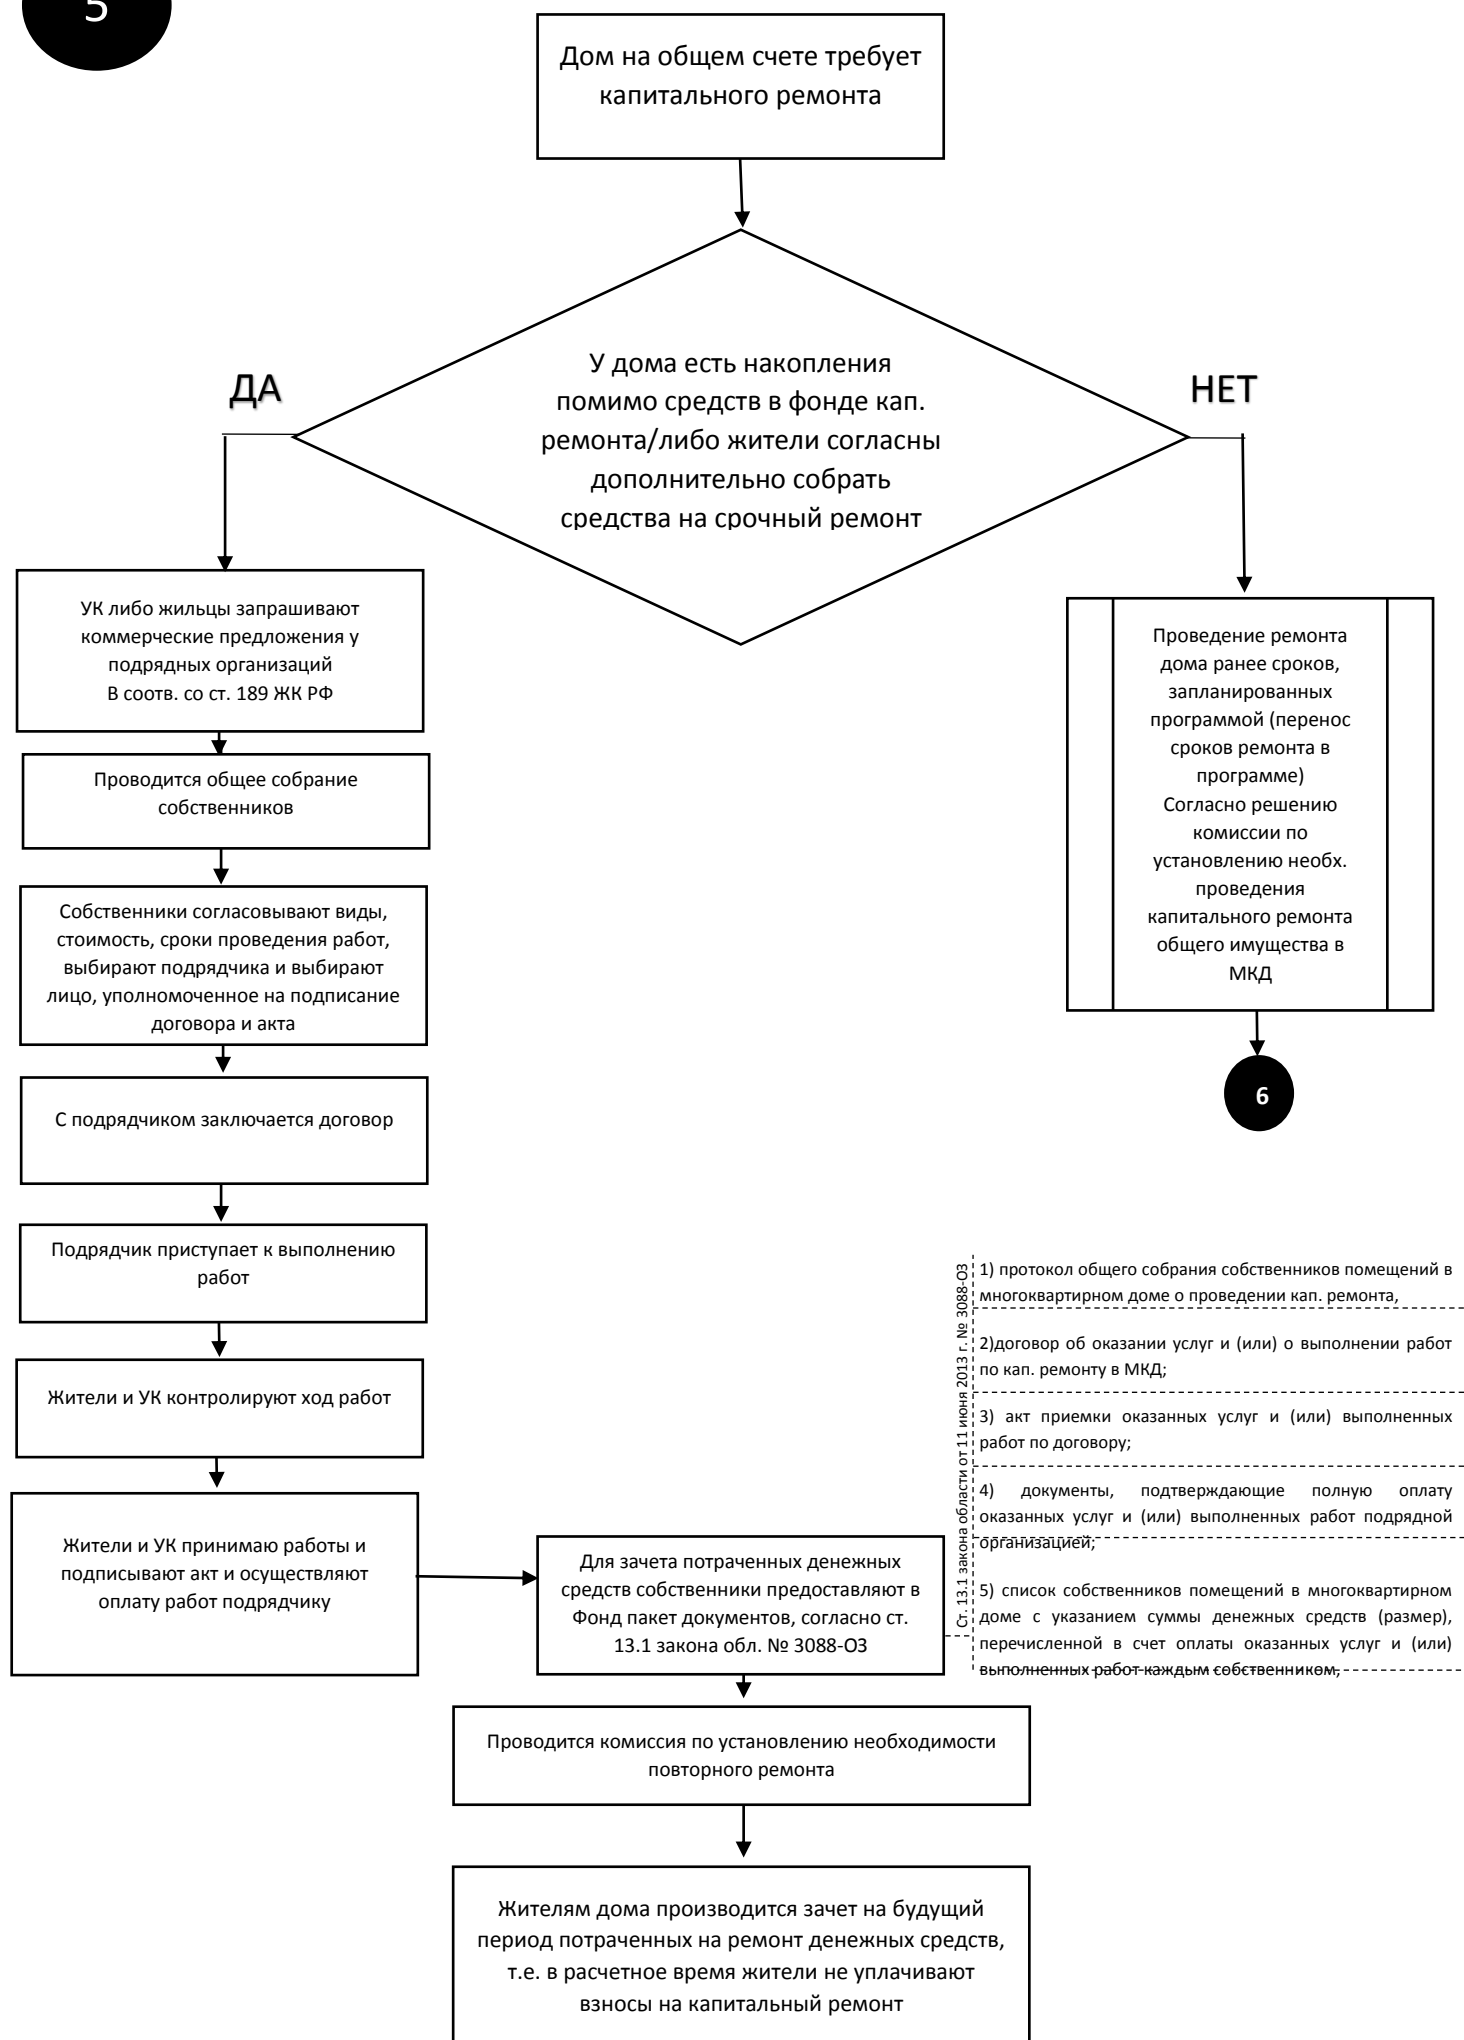 5
Дом на общем счете требует
капитального ремонта
У дома есть накопления
помимо средств в фонде кап.
ремонта/либо жители согласны
дополнительно собрать
средства на срочный ремонт
ДА
НЕТ
УК либо жильцы запрашивают
коммерческие предложения у
подрядных организаций
В соотв. со ст. 189 ЖК РФ
Проводится общее собрание
собственников
Собственники согласовывают виды,
стоимость, сроки проведения работ,
выбирают подрядчика и выбирают
лицо, уполномоченное на подписание
договора и акта
С подрядчиком заключается договор
Подрядчик приступает к выполнению
работ
Жители и УК контролируют ход работ
Жители и УК принимаю работы и
подписывают акт и осуществляют
оплату работ подрядчику
Проведение ремонта
дома ранее сроков,
запланированных
программой (перенос
сроков ремонта в
программе)
Согласно решению
комиссии по
установлению необх.
проведения
капитального ремонта
общего имущества в
МКД
6
Для зачета потраченных денежных
средств собственники предоставляют в
Фонд пакет документов, согласно ст.
13.1 закона обл. № 3088-ОЗ
Ст. 13.1 закона области от 11 июня 2013 г. № 3088-ОЗ
1) протокол общего собрания собственников помещений в
многоквартирном доме о проведении кап. ремонта,
2)договор об оказании услуг и (или) о выполнении работ
по кап. ремонту в МКД;
3) акт приемки оказанных услуг и (или) выполненных
работ по договору;
4) документы, подтверждающие полную оплату
оказанных услуг и (или) выполненных работ подрядной
организацией;
5) список собственников помещений в многоквартирном
доме с указанием суммы денежных средств (размер),
перечисленной в счет оплаты оказанных услуг и (или)
выполненных работ каждым собственником,
Проводится комиссия по установлению необходимости
повторного ремонта
Жителям дома производится зачет на будущий
период потраченных на ремонт денежных средств,
т.е. в расчетное время жители не уплачивают
взносы на капитальный ремонт